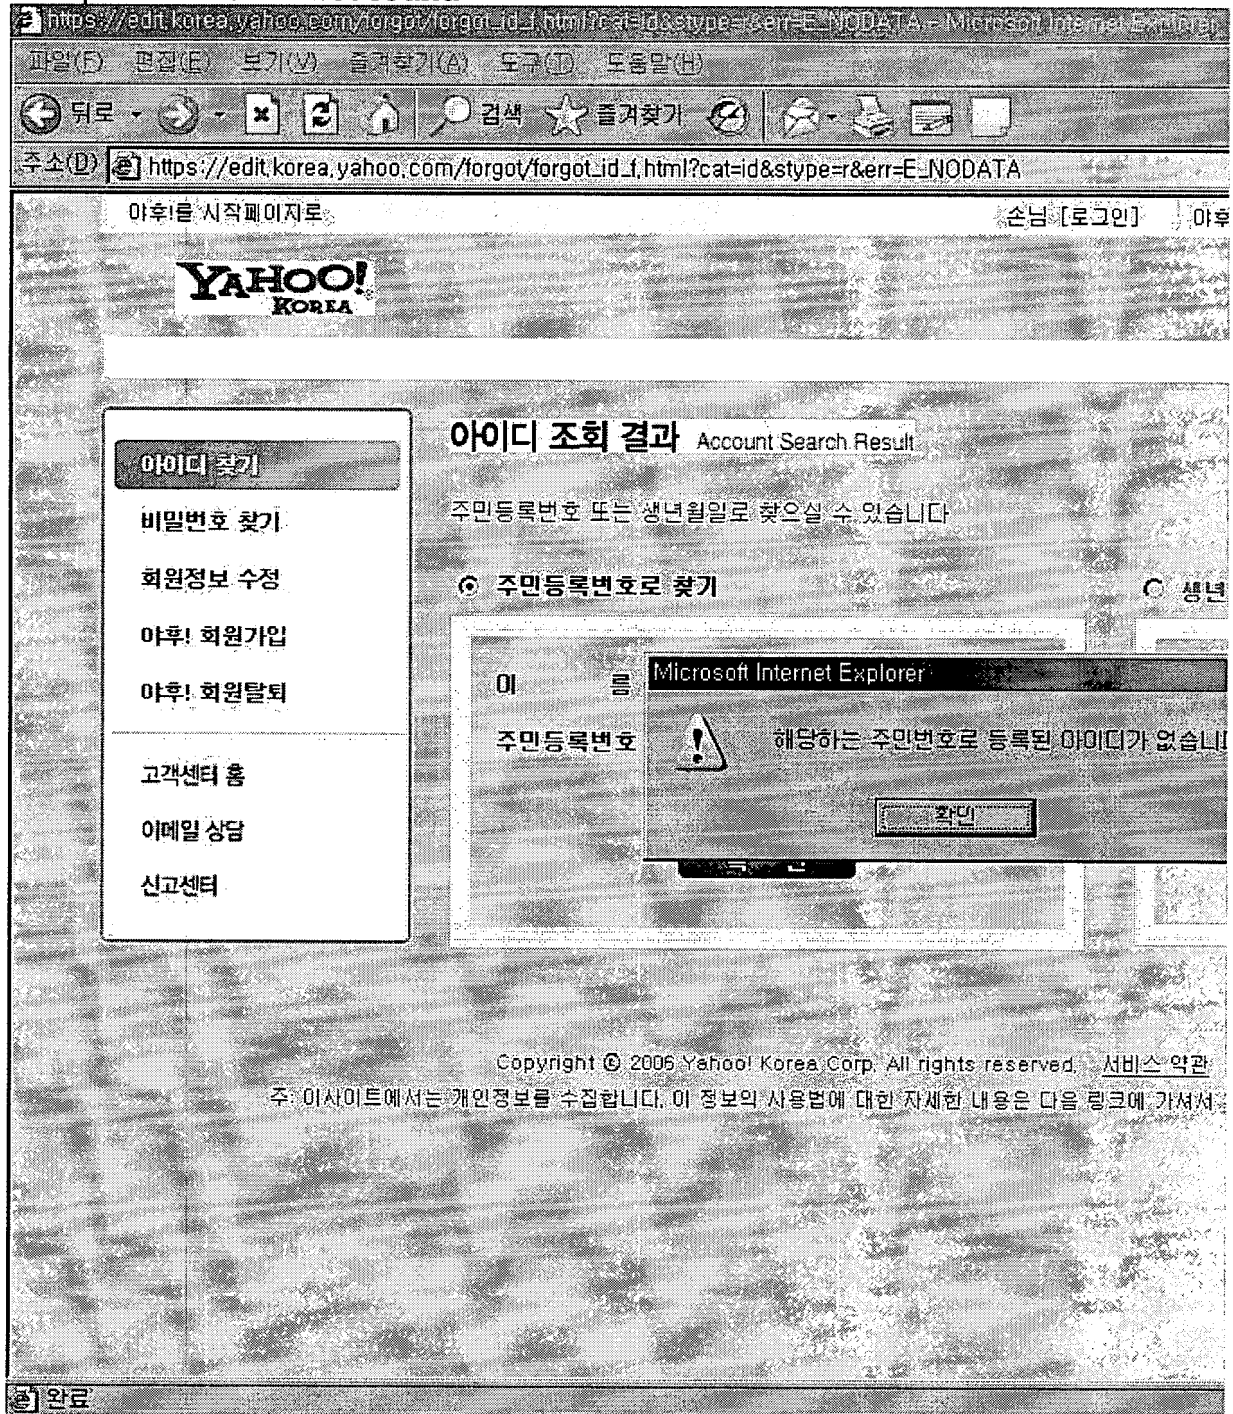 https://edit.korea.yahoo.com/forgot/forgot_id_f.html?cat=id&stype=r&err=E_NODATA - Microsoft Internet Explorer
파일(F) 편집(E) 보기(V) 즐겨찾기(A) 도구(T) 도움말(H)
뒤로 검색 즐겨찾기
주소(D) https://edit.korea.yahoo.com/forgot/forgot_id_f.html?cat=id&stype=r&err=E_NODATA
야후!를 시작페이지로 손님 [로그인] 야후
YAHOO!
KOREA
아이디 조회 결과 Account Search Result
아이디 찾기
비밀번호 찾기
회원정보 수정
야후! 회원가입
야후! 회원탈퇴
고객센터 홈
이메일 상담
신고센터
주민등록번호 또는 생년월일로 찾으실 수 있습니다
주민등록번호로 찾기 생년
이 름
주민등록번호
Microsoft Internet Explorer
해당하는 주민번호로 등록된 아이디가 없습니
확인
Copyright © 2006 Yahoo! Korea Corp. All rights reserved. 서비스 약관
주: 이사이트에서는 개인정보를 수집합니다, 이 정보의 사용법에 대한 자세한 내용은 다음 링크에 가셔서
완료